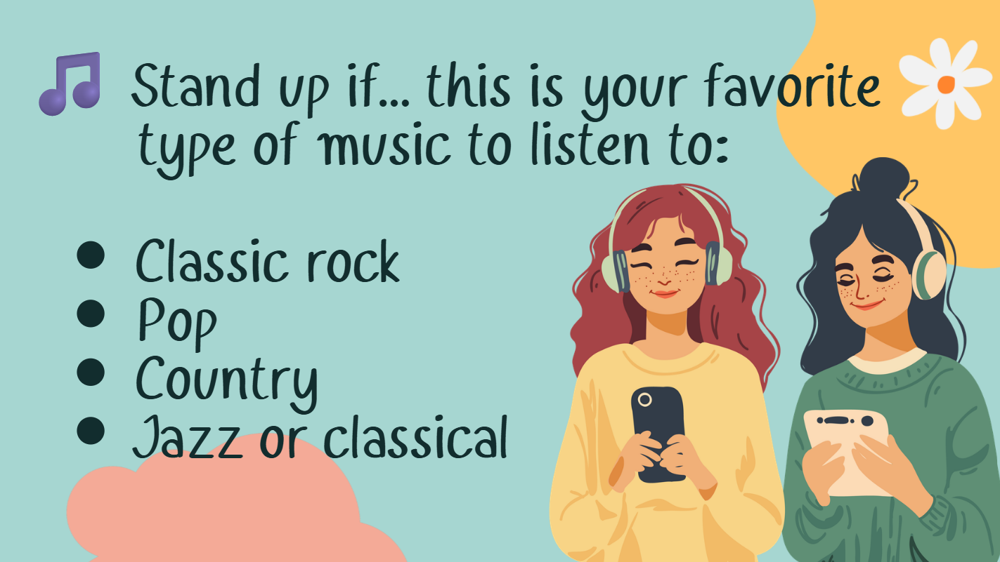 Stand up if... this is your favorite
type of music to listen to:
Classic rock
Pop
Country
Jazz or classical